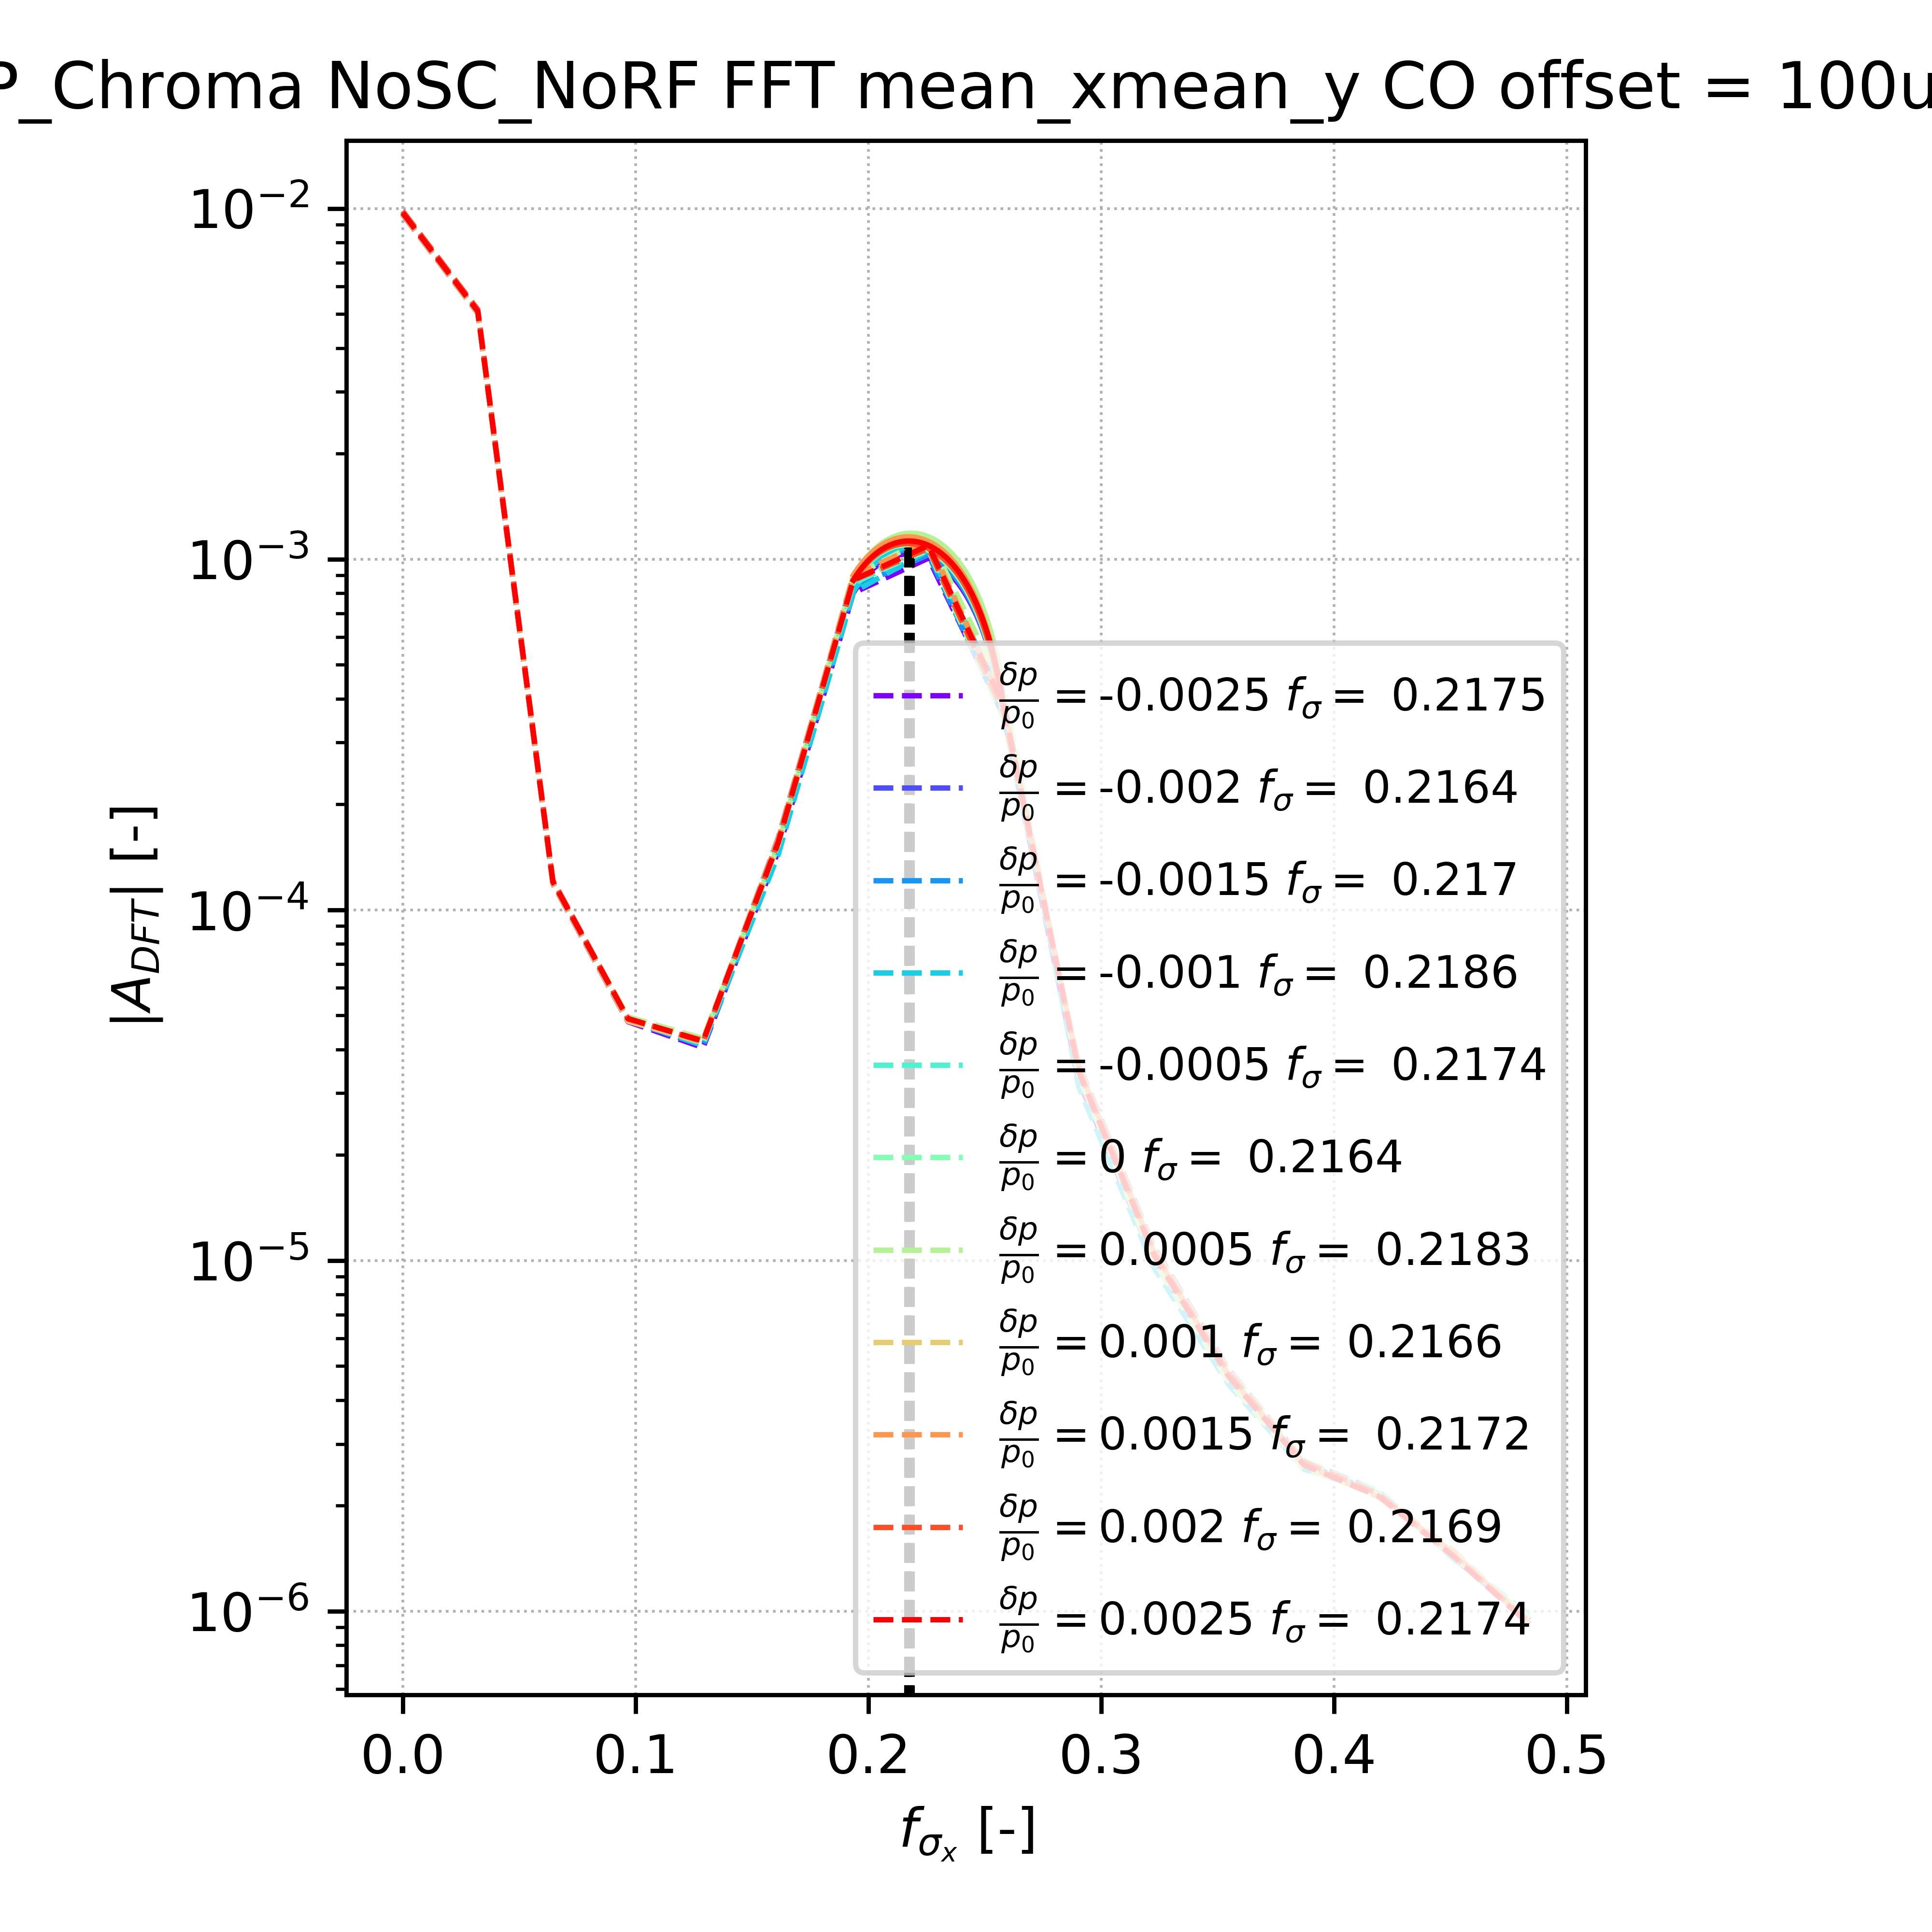 P_Chroma NoSC_NoRF FFT mean_xmean_y CO offset = 100u
10⁻²
10⁻³
10⁻⁴
10⁻⁵
10⁻⁶
|A_DFT| [-]
δp/p₀ = -0.0025 f_σ = 0.2175
δp/p₀ = -0.002 f_σ = 0.2164
δp/p₀ = -0.0015 f_σ = 0.217
δp/p₀ = -0.001 f_σ = 0.2186
δp/p₀ = -0.0005 f_σ = 0.2174
δp/p₀ = 0 f_σ = 0.2164
δp/p₀ = 0.0005 f_σ = 0.2183
δp/p₀ = 0.001 f_σ = 0.2166
δp/p₀ = 0.0015 f_σ = 0.2172
δp/p₀ = 0.002 f_σ = 0.2169
δp/p₀ = 0.0025 f_σ = 0.2174
0.0 0.1 0.2 0.3 0.4 0.5
f_σₓ [-]